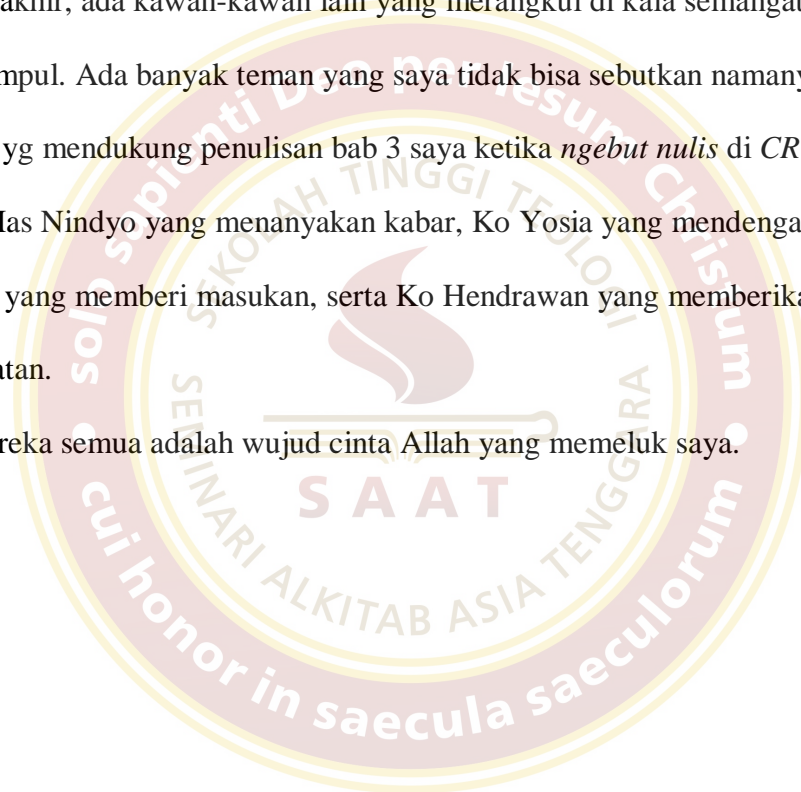 akhir, ada kawan-kawan lain yang merangkul di kala semangat
mpul. Ada banyak teman yang saya tidak bisa sebutkan namany
yg mendukung penulisan bab 3 saya ketika ngebut nulis di CR
Mas Nindyo yang menanyakan kabar, Ko Yosia yang mendenga
yang memberi masukan, serta Ko Hendrawan yang memberika
atan.
reka semua adalah wujud cinta Allah yang memeluk saya.
solo sapienti Deo per Iesum Christum
cui honor in saecula saeculorum
SEKOLAH TINGGI TEOLOGI
SEMINARI ALKITAB ASIA TENGGARA
SAAT